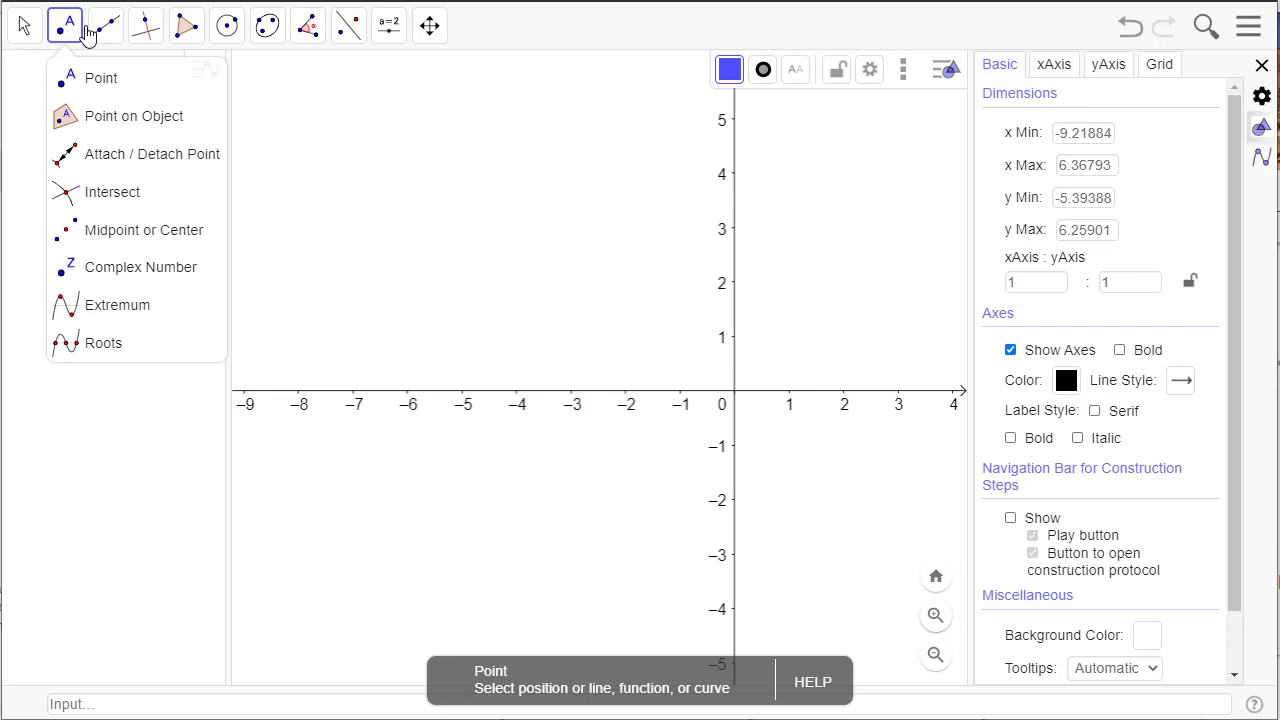 A
a=2
A
Point
A
Point on Object
Attach / Detach Point
Intersect
Midpoint or Center
Z
Complex Number
Extremum
Roots
AA
5
4
3
2
1
–9 –8 –7 –6 –5 –4 –3 –2 –1 0 1 2 3 4
–1
–2
–3
–4
–5
Point
Select position or line, function, or curve
HELP
Basic xAxis yAxis Grid
Dimensions
x Min: -9.21884
x Max: 6.36793
y Min: -5.39388
y Max: 6.25901
xAxis : yAxis
1 : 1
Axes
Show Axes Bold
Color: Line Style:
Label Style: Serif
Bold Italic
Navigation Bar for Construction
Steps
Show
Play button
Button to open
construction protocol
Miscellaneous
Background Color:
Tooltips: Automatic
Input...
?